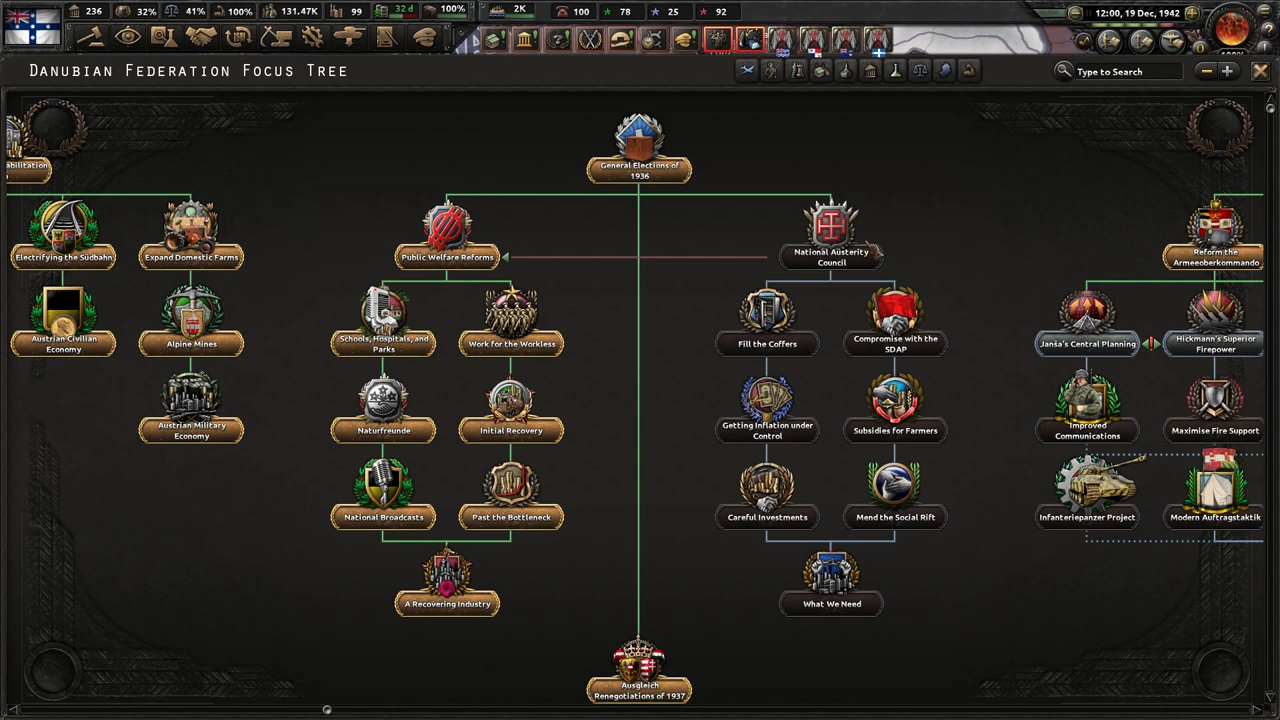 236 32% 41% 100% 131.47K 99 32 d 100% 2K 100 78 25 92 12:00, 19 Dec, 1942
100%
Danubian Federation Focus Tree
Type to Search
General Elections of
1936
abilitation
Electrifying the Südbahn
Expand Domestic Farms
Public Welfare Reforms
National Austerity
Council
Reform the
Armeeoberkommando
Austrian Civilian
Economy
Alpine Mines
Schools, Hospitals, and
Parks
Work for the Workless
Fill the Coffers
Compromise with the
SDAP
Jansa's Central Planning
Hickmann's Superior
Firepower
Austrian Military
Economy
Naturfreunde
Initial Recovery
Getting Inflation under
Control
Subsidies for Farmers
Improved
Communications
Maximise Fire Support
National Broadcasts
Past the Bottleneck
Careful Investments
Mend the Social Rift
Infanteriepanzer Project
Modern Auftragstaktik
A Recovering Industry
What We Need
Ausgleich
Renegotiations of 1937